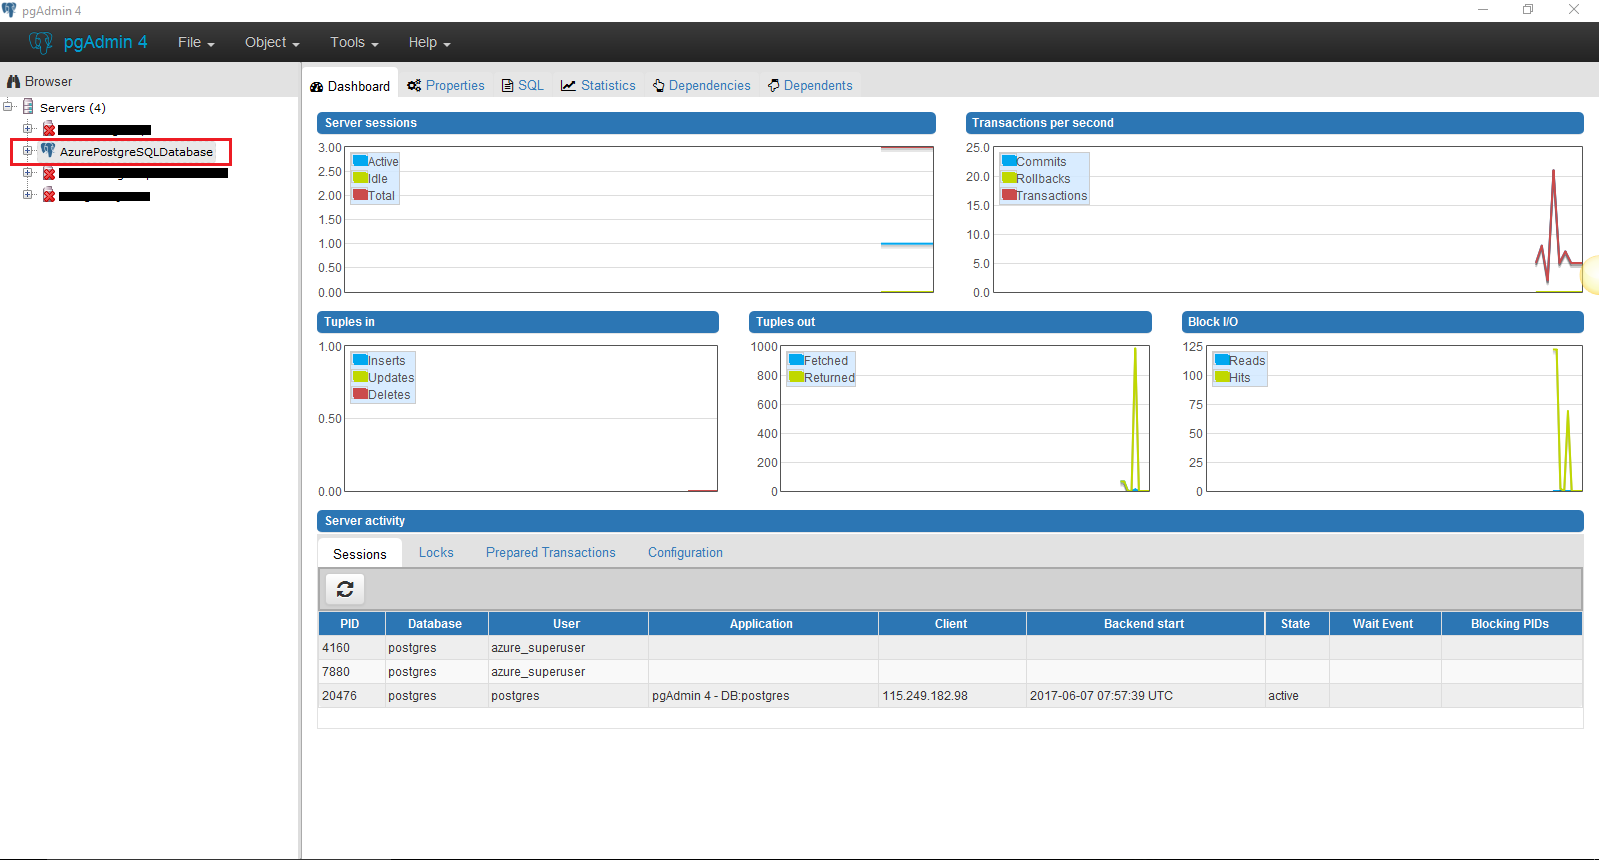 pgAdmin 4
pgAdmin 4 File Object Tools Help
Browser
Servers (4)
AzurePostgreSQLDatabase
Dashboard Properties SQL Statistics Dependencies Dependents
Server sessions
3.00
2.50
2.00
1.50
1.00
0.50
0.00
Active
Idle
Total
Transactions per second
25.0
20.0
15.0
10.0
5.0
0.0
Commits
Rollbacks
Transactions
Tuples in
1.00
0.50
0.00
Inserts
Updates
Deletes
Tuples out
1000
800
600
400
200
0
Fetched
Returned
Block I/O
125
100
75
50
25
0
Reads
Hits
Server activity
Sessions Locks Prepared Transactions Configuration
PID Database User Application Client Backend start State Wait Event Blocking PIDs
4160 postgres azure_superuser
7880 postgres azure_superuser
20476 postgres postgres pgAdmin 4 - DB:postgres 115.249.182.98 2017-06-07 07:57:39 UTC active